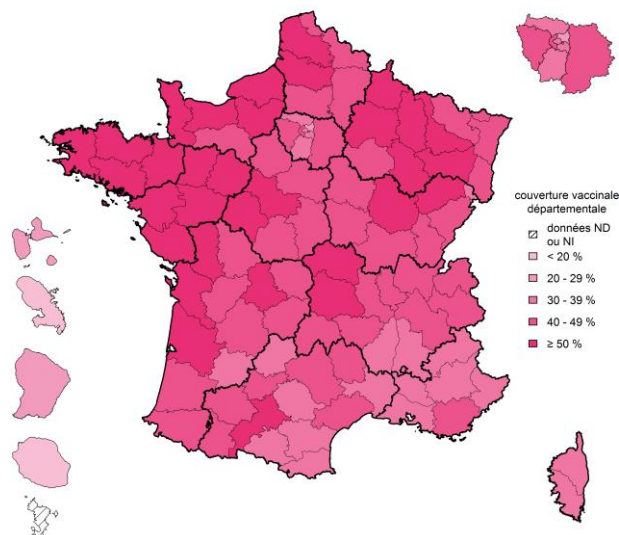 couverture vaccinale
départementale
données ND
ou NI
< 20 %
20 - 29 %
30 - 39 %
40 - 49 %
≥ 50 %